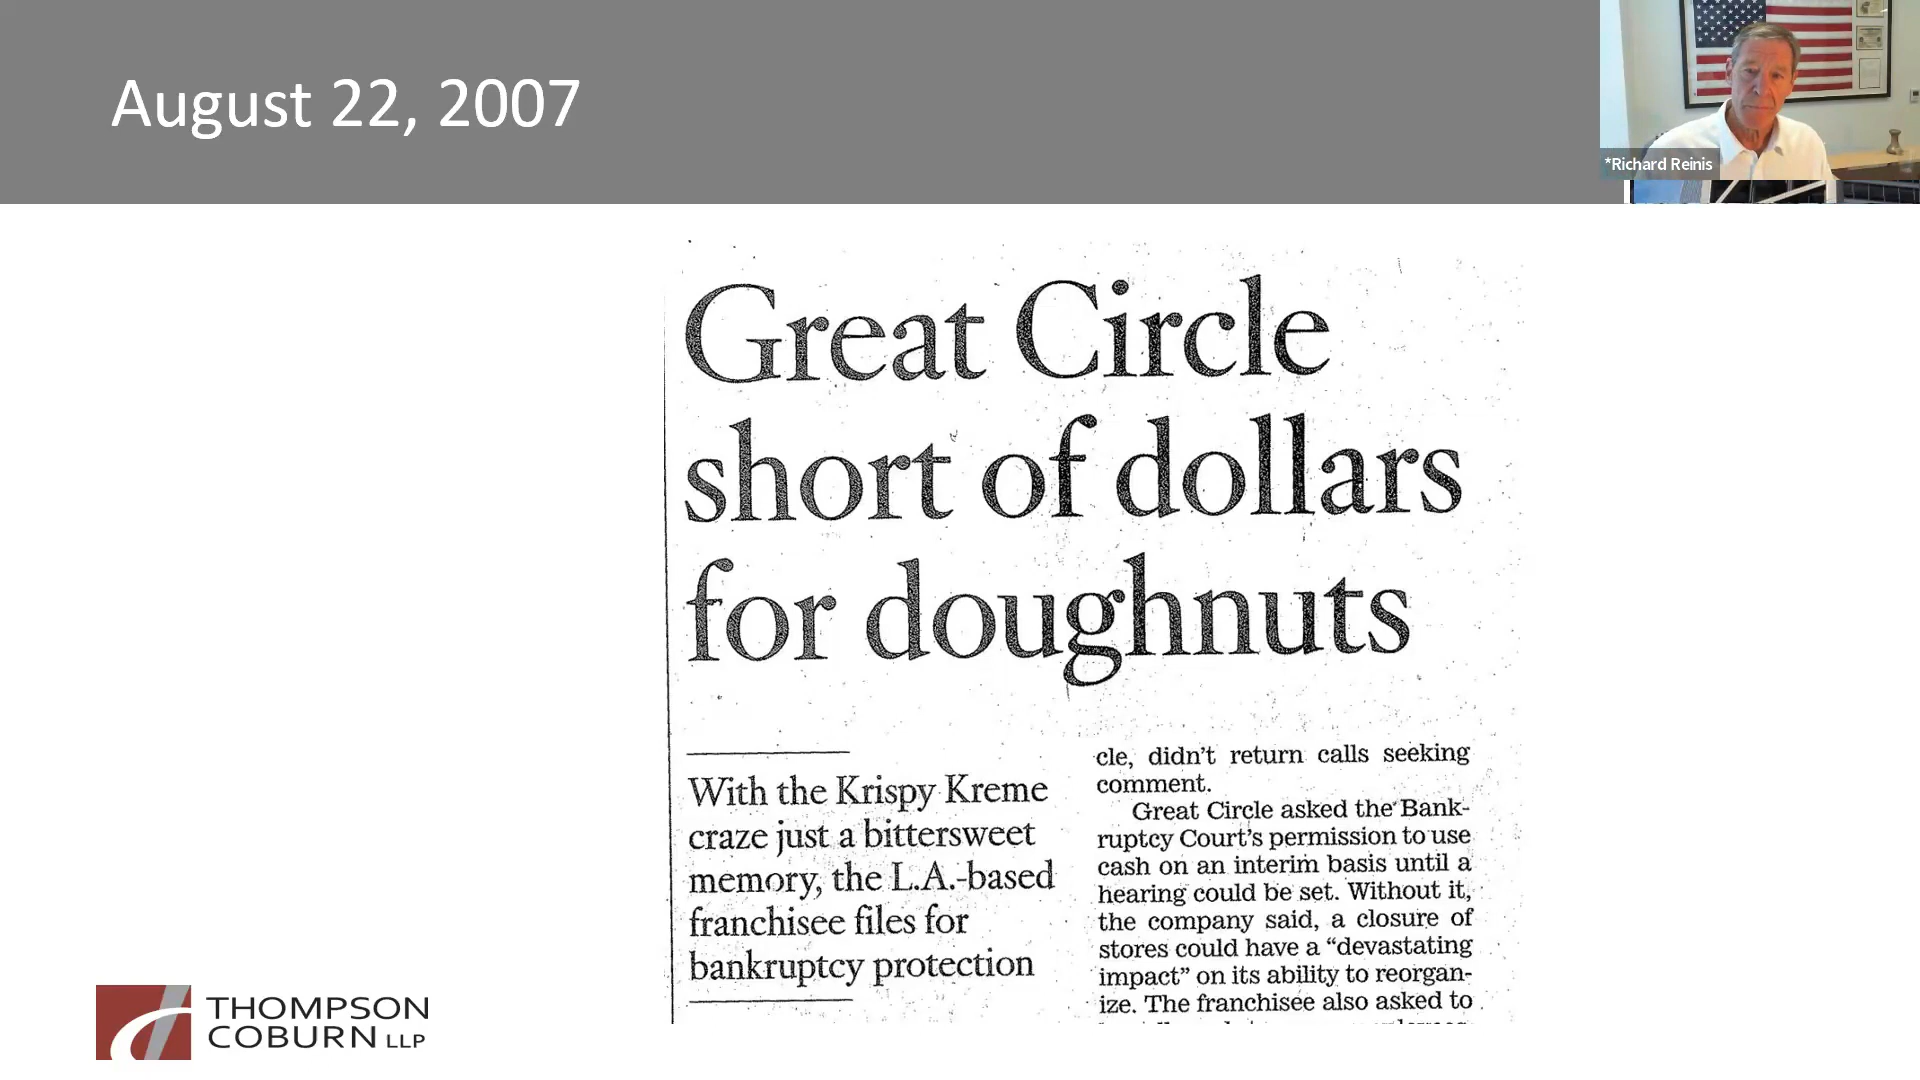 August 22, 2007
*Richard Reinis
Great Circle
short of dollars
for doughnuts
With the Krispy Kreme
craze just a bittersweet
memory, the L.A.-based
franchisee files for
bankruptcy protection
cle, didn't return calls seeking
comment.
Great Circle asked the Bank-
ruptcy Court's permission to use
cash on an interim basis until a
hearing could be set. Without it,
the company said, a closure of
stores could have a “devastating
impact” on its ability to reorgan-
ize. The franchisee also asked to
THOMPSON
COBURN LLP